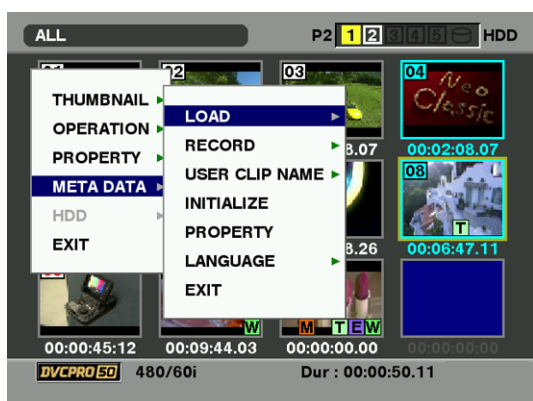 ALL
P2 1 2 3 4 5 HDD
02
03
04
Neo Classic
THUMBNAIL
OPERATION
PROPERTY
META DATA
HDD
EXIT
LOAD
RECORD
USER CLIP NAME
INITIALIZE
PROPERTY
LANGUAGE
EXIT
8.07
00:02:08.07
08
T
8.26
00:06:47.11
W
M T E W
00:00:45:12
00:09:44.03
00:00:00.00
00:00:00:00
DVCPRO 50
480/60i
Dur : 00:00:50.11